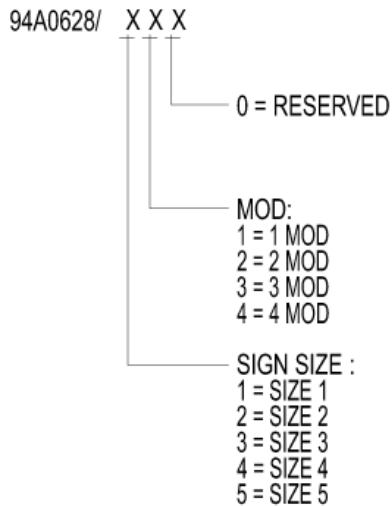 94A0628/ X X X
0 = RESERVED
MOD:
1 = 1 MOD
2 = 2 MOD
3 = 3 MOD
4 = 4 MOD
SIGN SIZE :
1 = SIZE 1
2 = SIZE 2
3 = SIZE 3
4 = SIZE 4
5 = SIZE 5